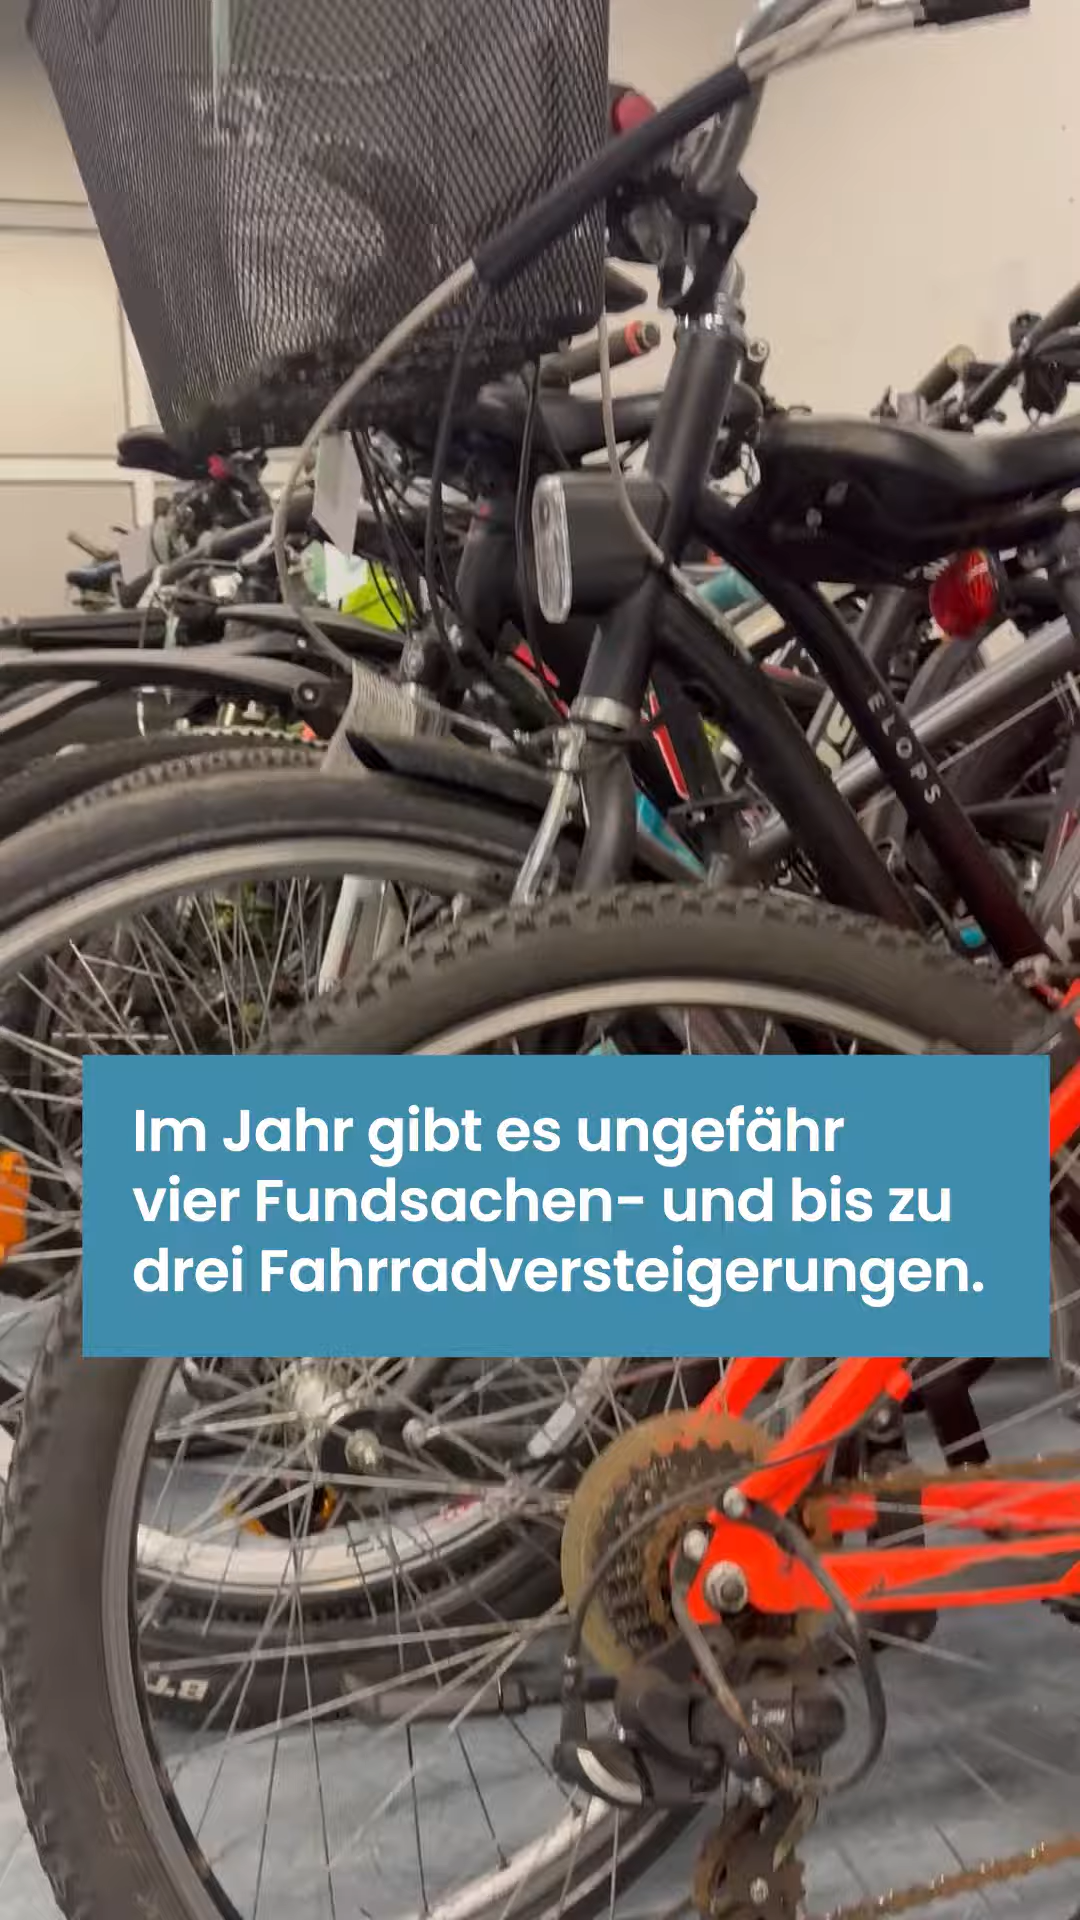 ELOPS
Im Jahr gibt es ungefähr
vier Fundsachen- und bis zu
drei Fahrradversteigerungen.